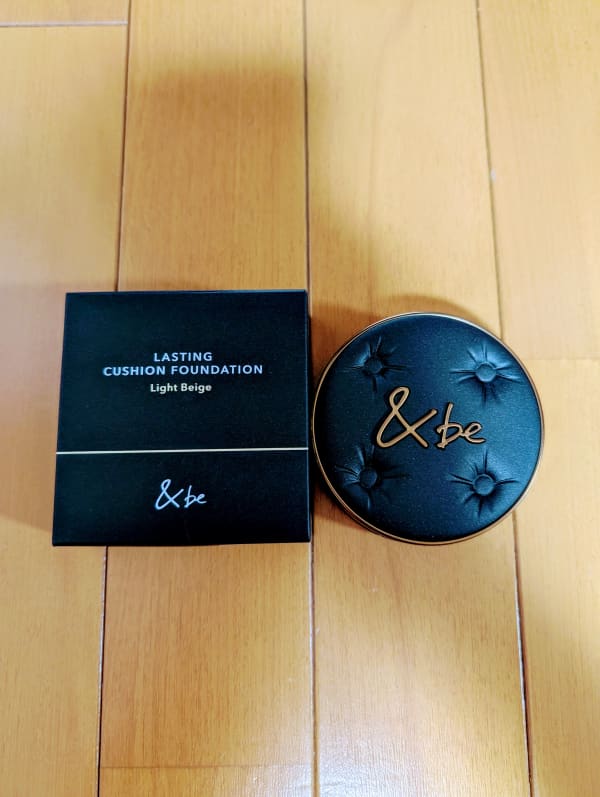 LASTING
CUSHION FOUNDATION
Light Beige
&be
&be